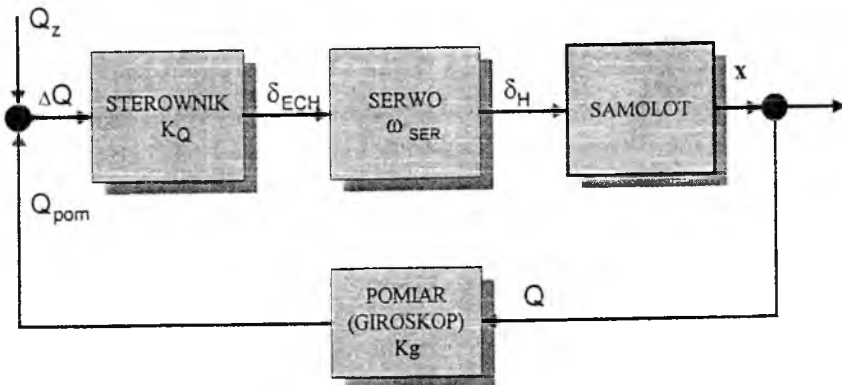 Q_z
ΔQ
STEROWNIK
K_Q
δ_ECH
SERWO
ω_SER
δ_H
SAMOLOT
x
Q_pom
POMIAR
(GIROSKOP)
Kg
Q